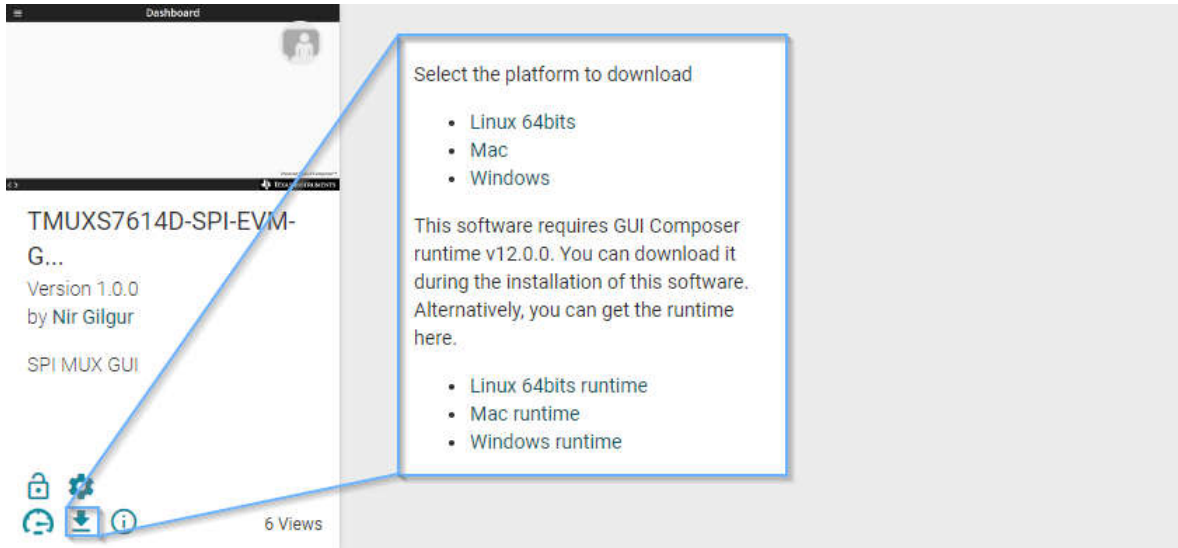 Dashboard
TEXAS INSTRUMENTS
TMUXS7614D-SPI-EVM-
G...
Version 1.0.0
by Nir Gilgur
SPI MUX GUI
6 Views
Select the platform to download
Linux 64bits
Mac
Windows
This software requires GUI Composer
runtime v12.0.0. You can download it
during the installation of this software.
Alternatively, you can get the runtime
here.
Linux 64bits runtime
Mac runtime
Windows runtime